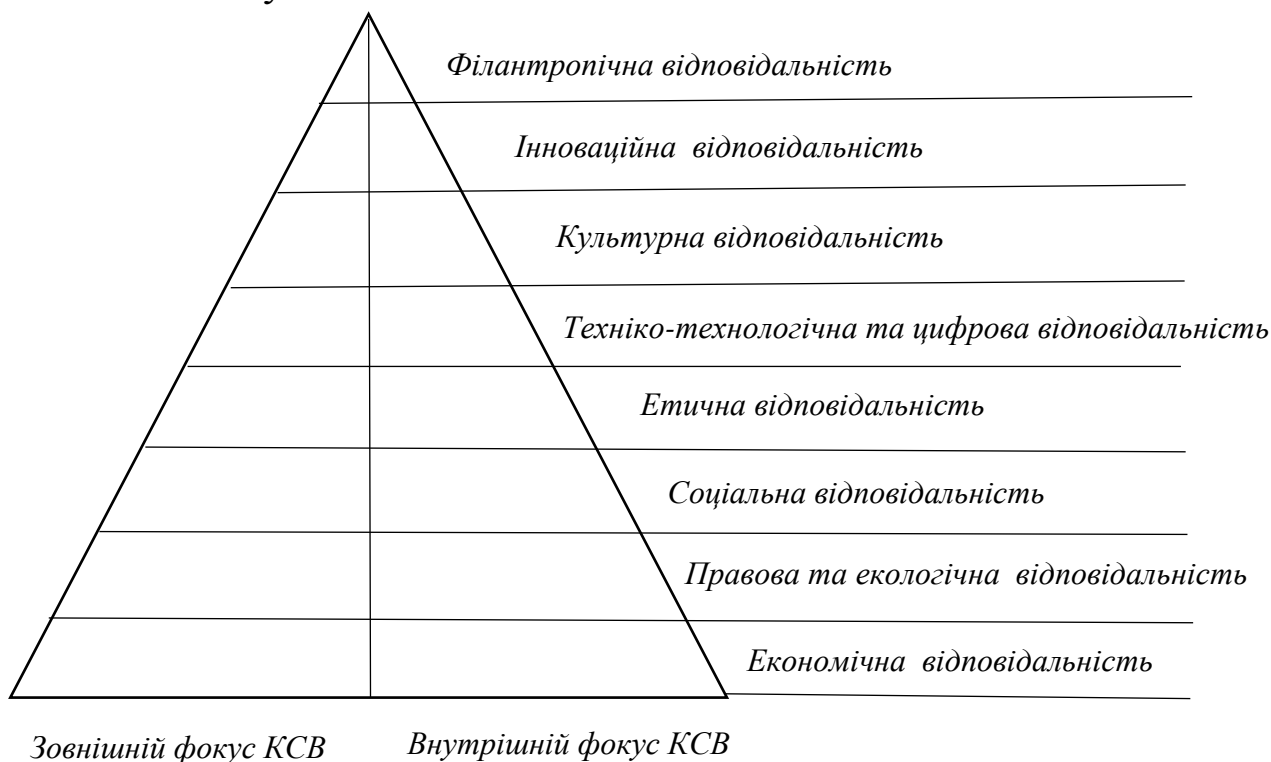 Філантропічна відповідальність
Інноваційна відповідальність
Культурна відповідальність
Техніко-технологічна та цифрова відповідальність
Етична відповідальність
Соціальна відповідальність
Правова та екологічна відповідальність
Економічна відповідальність
Зовнішній фокус КСВ
Внутрішній фокус КСВ